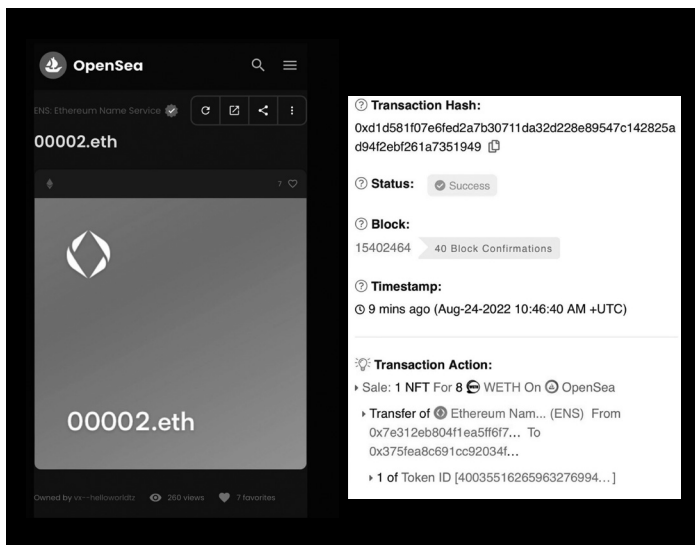 OpenSea
ENS: Ethereum Name Service
00002.eth
7
00002.eth
Owned by vx--helloworldtz 260 views 7 favorites
Transaction Hash:
0xd1d581f07e6fed2a7b30711da32d228e89547c142825a
d94f2ebf261a7351949
Status: Success
Block:
15402464 40 Block Confirmations
Timestamp:
9 mins ago (Aug-24-2022 10:46:40 AM +UTC)
Transaction Action:
Sale: 1 NFT For 8 WETH On OpenSea
Transfer of Ethereum Nam... (ENS) From
0x7e312eb804f1ea5ff6f7... To
0x375fea8c691cc92034f...
1 of Token ID [40035516265963276994...]